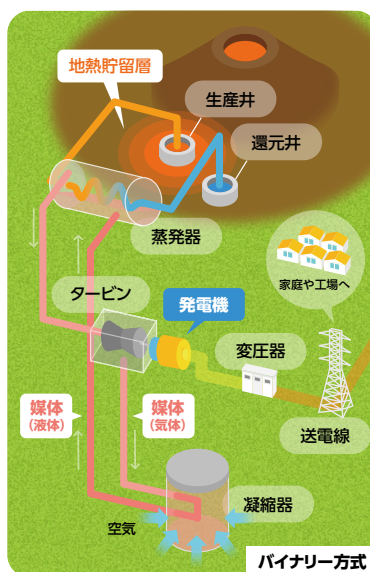 地熱貯留層
生産井
還元井
蒸発器
家庭や工場へ
タービン
発電機
変圧器
媒体
(液体)
媒体
(気体)
送電線
凝縮器
空気
バイナリー方式